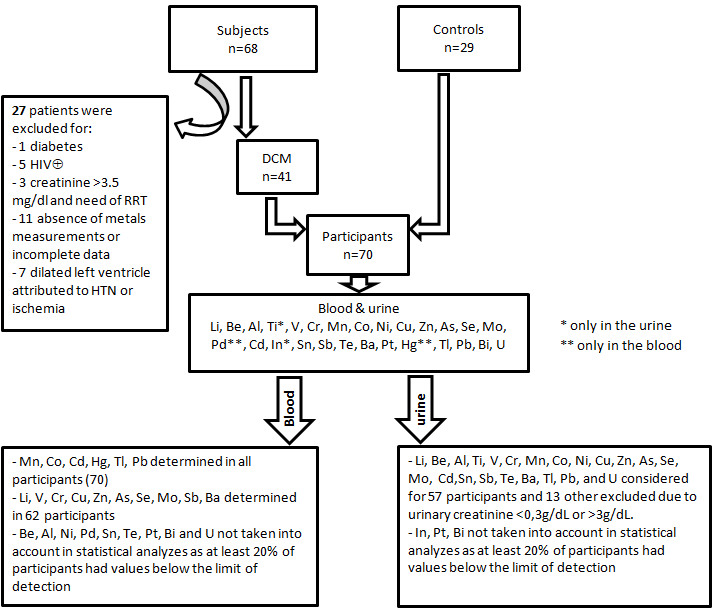 Subjects
n=68
Controls
n=29
27 patients were
excluded for:
- 1 diabetes
- 5 HIV⊕
- 3 creatinine >3.5
mg/dl and need of RRT
- 11 absence of metals
measurements or
incomplete data
- 7 dilated left ventricle
attributed to HTN or
ischemia
DCM
n=41
Participants
n=70
Blood & urine
Li, Be, Al, Ti*, V, Cr, Mn, Co, Ni, Cu, Zn, As, Se, Mo,
Pd**, Cd, In*, Sn, Sb, Te, Ba, Pt, Hg**, Tl, Pb, Bi, U
* only in the urine
** only in the blood
Blood
urine
- Mn, Co, Cd, Hg, Tl, Pb determined in all
participants (70)
- Li, V, Cr, Cu, Zn, As, Se, Mo, Sb, Ba determined
in 62 participants
- Be, Al, Ni, Pd, Sn, Te, Pt, Bi and U not taken into
account in statistical analyzes as at least 20% of
participants had values below the limit of
detection
- Li, Be, Al, Ti, V, Cr, Mn, Co, Ni, Cu, Zn, As, Se,
Mo, Cd,Sn, Sb, Te, Ba, Tl, Pb, and U considered
for 57 participants and 13 other excluded due to
urinary creatinine <0,3g/dL or >3g/dL.
- In, Pt, Bi not taken into account in statistical
analyzes as at least 20% of participants had
values below the limit of detection